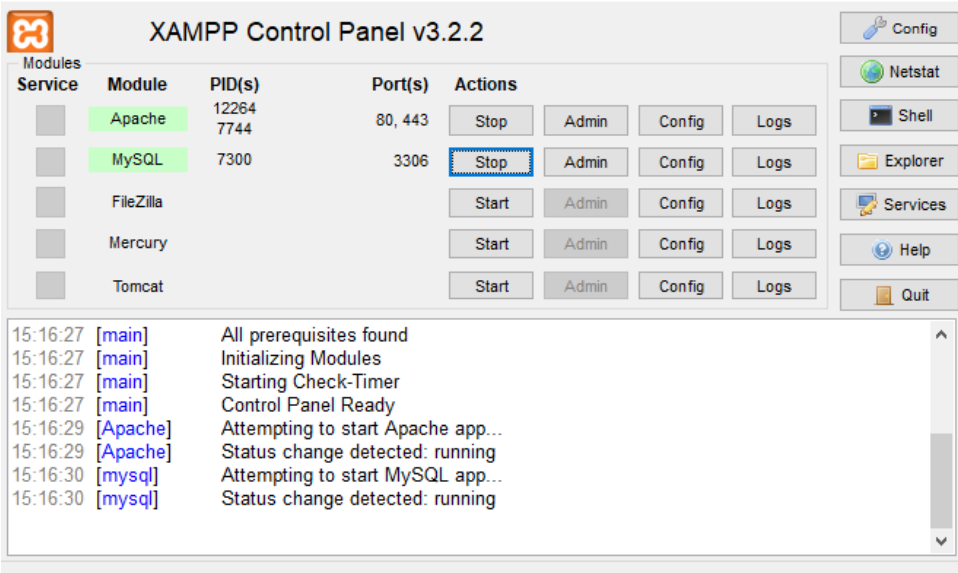 XAMPP Control Panel v3.2.2
Config
Modules
Netstat
Service Module PID(s) Port(s) Actions
Apache 12264 7744 80, 443 Stop Admin Config Logs
Shell
MySQL 7300 3306 Stop Admin Config Logs
Explorer
FileZilla Start Admin Config Logs
Services
Mercury Start Admin Config Logs
Help
Tomcat Start Admin Config Logs
Quit
15:16:27 [main] All prerequisites found
15:16:27 [main] Initializing Modules
15:16:27 [main] Starting Check-Timer
15:16:27 [main] Control Panel Ready
15:16:29 [Apache] Attempting to start Apache app...
15:16:29 [Apache] Status change detected: running
15:16:30 [mysql] Attempting to start MySQL app...
15:16:30 [mysql] Status change detected: running